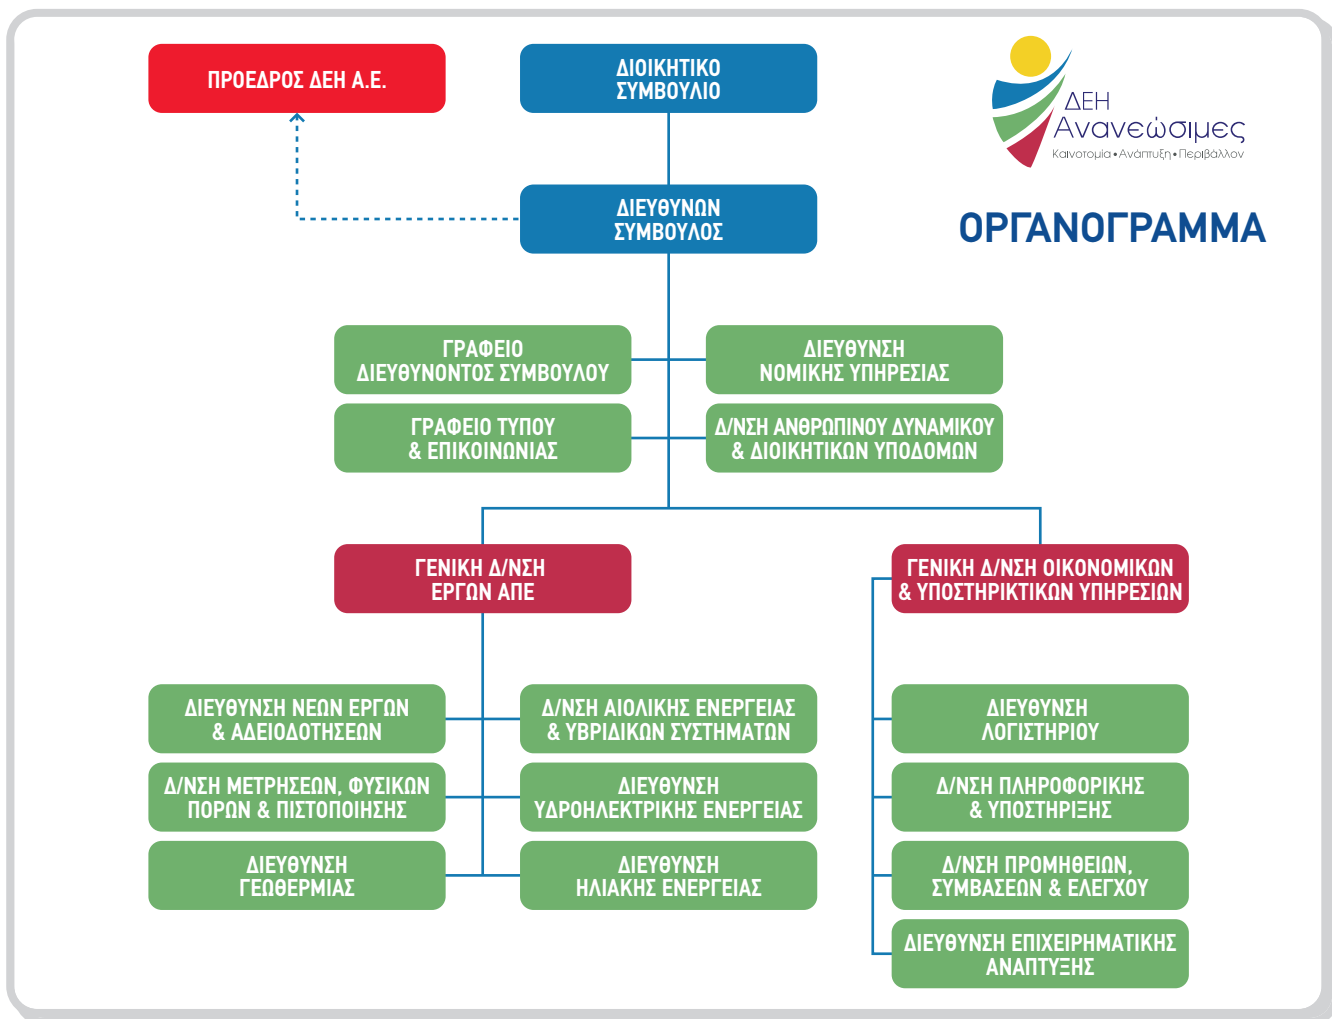 ΠΡΟΕΔΡΟΣ ΔΕΗ Α.Ε.
ΔΙΟΙΚΗΤΙΚΟ
ΣΥΜΒΟΥΛΙΟ
ΔΕΗ
Ανανεώσιμες
Καινοτομία • Ανάπτυξη • Περιβάλλον
ΔΙΕΥΘΥΝΩΝ
ΣΥΜΒΟΥΛΟΣ
ΟΡΓΑΝΟΓΡΑΜΜΑ
ΓΡΑΦΕΙΟ
ΔΙΕΥΘΥΝΟΝΤΟΣ ΣΥΜΒΟΥΛΟΥ
ΔΙΕΥΘΥΝΣΗ
ΝΟΜΙΚΗΣ ΥΠΗΡΕΣΙΑΣ
ΓΡΑΦΕΙΟ ΤΥΠΟΥ
& ΕΠΙΚΟΙΝΩΝΙΑΣ
Δ/ΝΣΗ ΑΝΘΡΩΠΙΝΟΥ ΔΥΝΑΜΙΚΟΥ
& ΔΙΟΙΚΗΤΙΚΩΝ ΥΠΟΔΟΜΩΝ
ΓΕΝΙΚΗ Δ/ΝΣΗ
ΕΡΓΩΝ ΑΠΕ
ΓΕΝΙΚΗ Δ/ΝΣΗ ΟΙΚΟΝΟΜΙΚΩΝ
& ΥΠΟΣΤΗΡΙΚΤΙΚΩΝ ΥΠΗΡΕΣΙΩΝ
ΔΙΕΥΘΥΝΣΗ ΝΕΩΝ ΕΡΓΩΝ
& ΑΔΕΙΟΔΟΤΗΣΕΩΝ
Δ/ΝΣΗ ΑΙΟΛΙΚΗΣ ΕΝΕΡΓΕΙΑΣ
& ΥΒΡΙΔΙΚΩΝ ΣΥΣΤΗΜΑΤΩΝ
ΔΙΕΥΘΥΝΣΗ
ΛΟΓΙΣΤΗΡΙΟΥ
Δ/ΝΣΗ ΜΕΤΡΗΣΕΩΝ, ΦΥΣΙΚΩΝ
ΠΟΡΩΝ & ΠΙΣΤΟΠΟΙΗΣΗΣ
ΔΙΕΥΘΥΝΣΗ
ΥΔΡΟΗΛΕΚΤΡΙΚΗΣ ΕΝΕΡΓΕΙΑΣ
Δ/ΝΣΗ ΠΛΗΡΟΦΟΡΙΚΗΣ
& ΥΠΟΣΤΗΡΙΞΗΣ
ΔΙΕΥΘΥΝΣΗ
ΓΕΩΘΕΡΜΙΑΣ
ΔΙΕΥΘΥΝΣΗ
ΗΛΙΑΚΗΣ ΕΝΕΡΓΕΙΑΣ
Δ/ΝΣΗ ΠΡΟΜΗΘΕΙΩΝ,
ΣΥΜΒΑΣΕΩΝ & ΕΛΕΓΧΟΥ
ΔΙΕΥΘΥΝΣΗ ΕΠΙΧΕΙΡΗΜΑΤΙΚΗΣ
ΑΝΑΠΤΥΞΗΣ